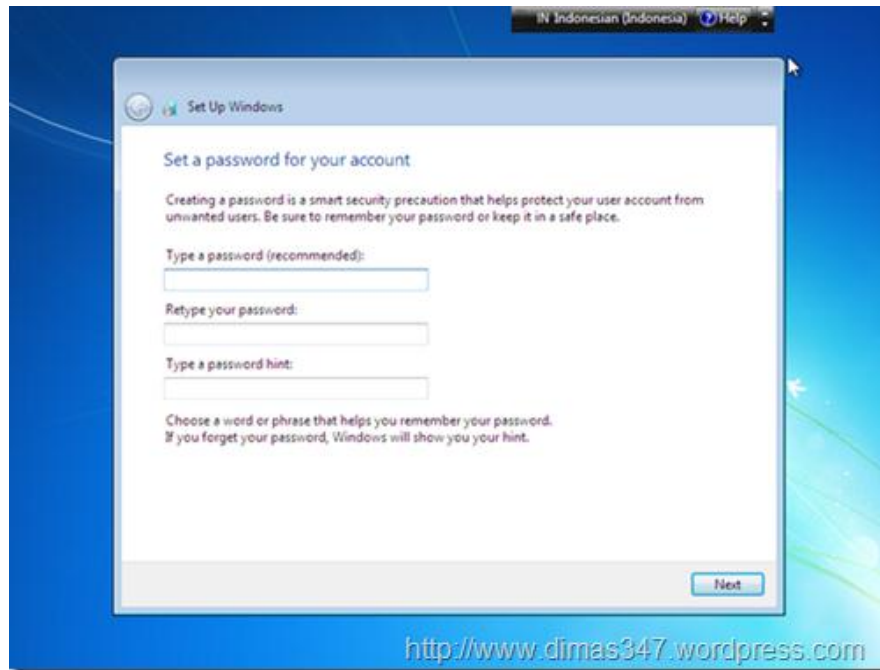 IN Indonesian (Indonesia) Help
Set Up Windows
Set a password for your account
Creating a password is a smart security precaution that helps protect your user account from
unwanted users. Be sure to remember your password or keep it in a safe place.
Type a password (recommended):
Retype your password:
Type a password hint:
Choose a word or phrase that helps you remember your password.
If you forget your password, Windows will show you your hint.
Next
http://www.dimas347.wordpress.com